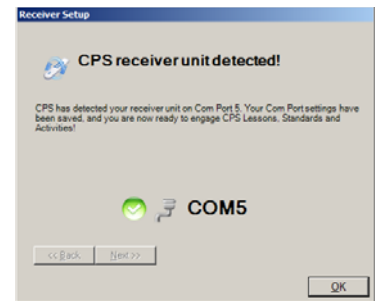 Receiver Setup
CPS receiver unit detected!
CPS has detected your receiver unit on Com Port 5. Your Com Port settings have
been saved, and you are now ready to engage CPS Lessons, Standards and
Activities!
COM5
<< Back
Next >>
OK